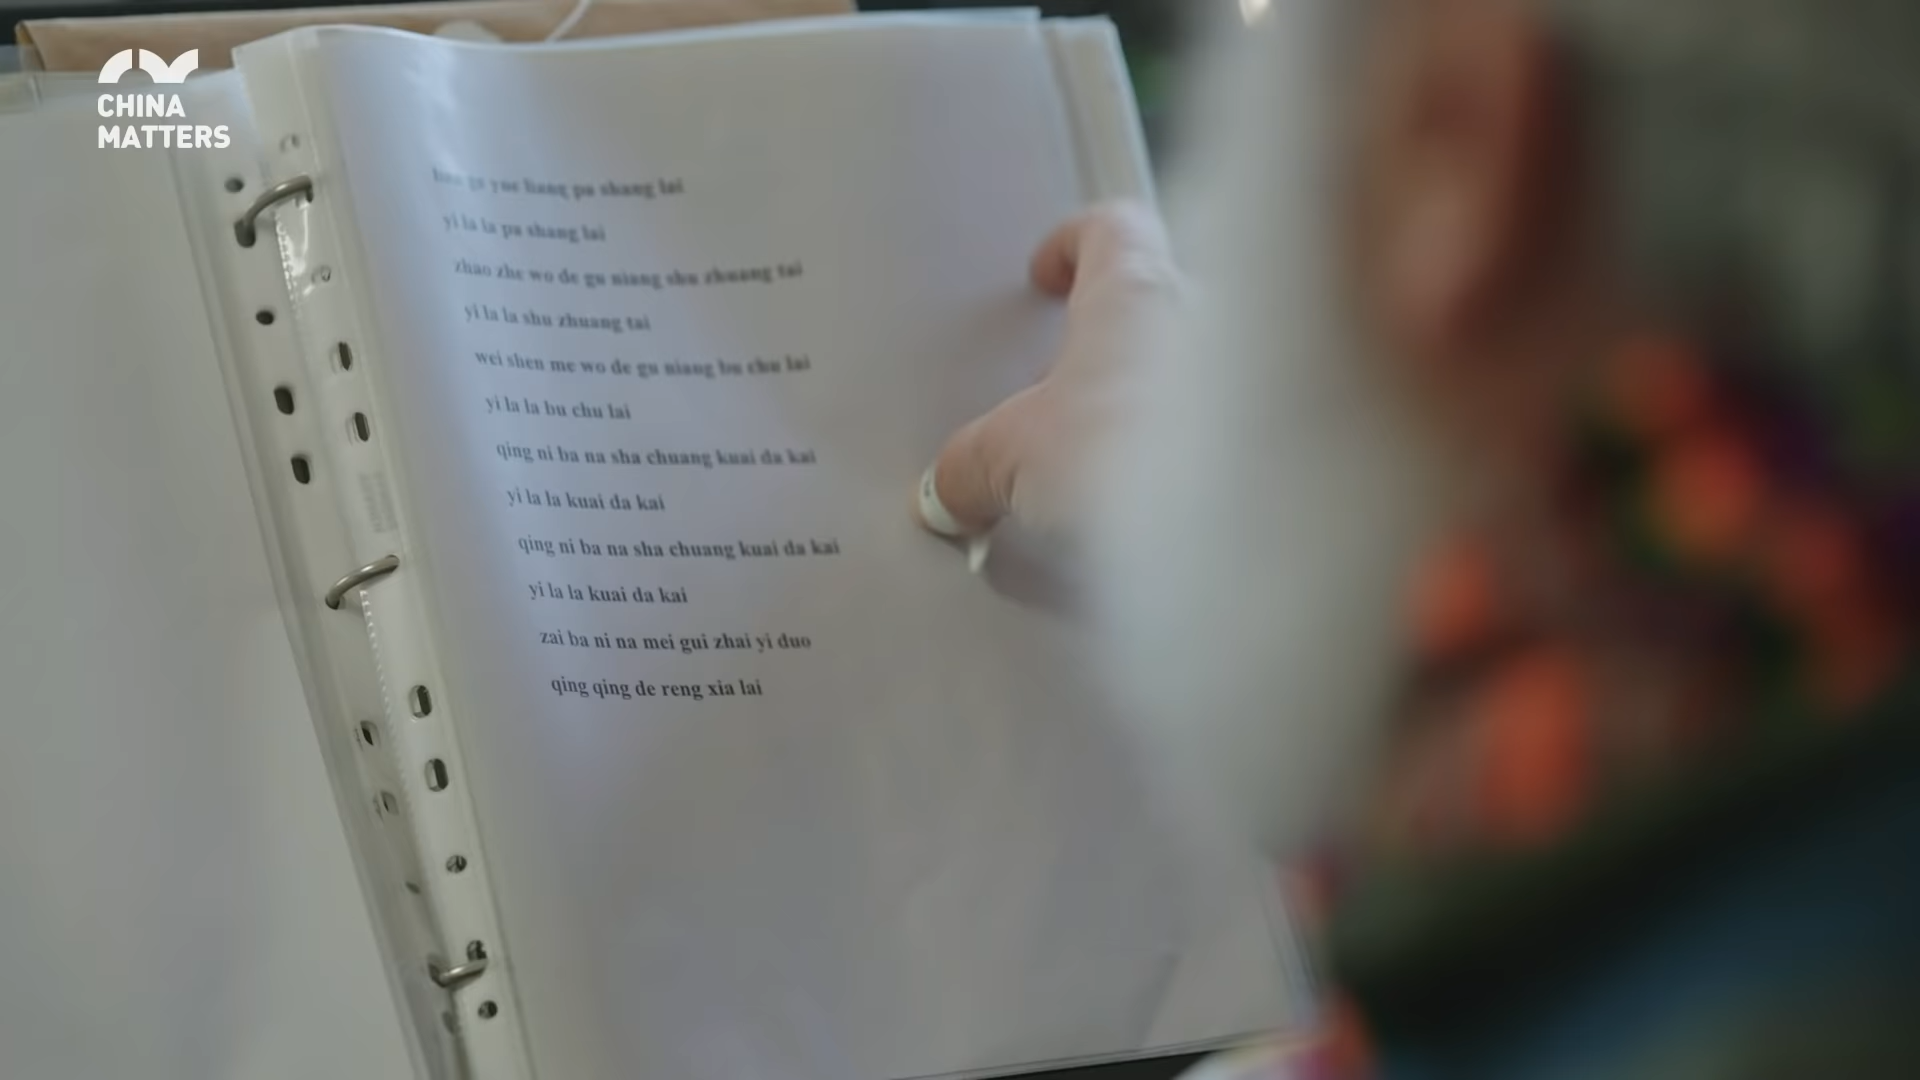 CHINA
MATTERS
ge yue liang pa shang lai
yi la la pa shang lai
zhao zhe wo de gu niang shu zhuang tai
yi la la shu zhuang tai
wei shen me wo de gu niang bu chu lai
yi la la bu chu lai
qing ni ba na sha chuang kuai da kai
yi la la kuai da kai
qing ni ba na sha chuang kuai da kai
yi la la kuai da kai
zai ba ni na mei gui zhai yi duo
qing qing de reng xia lai